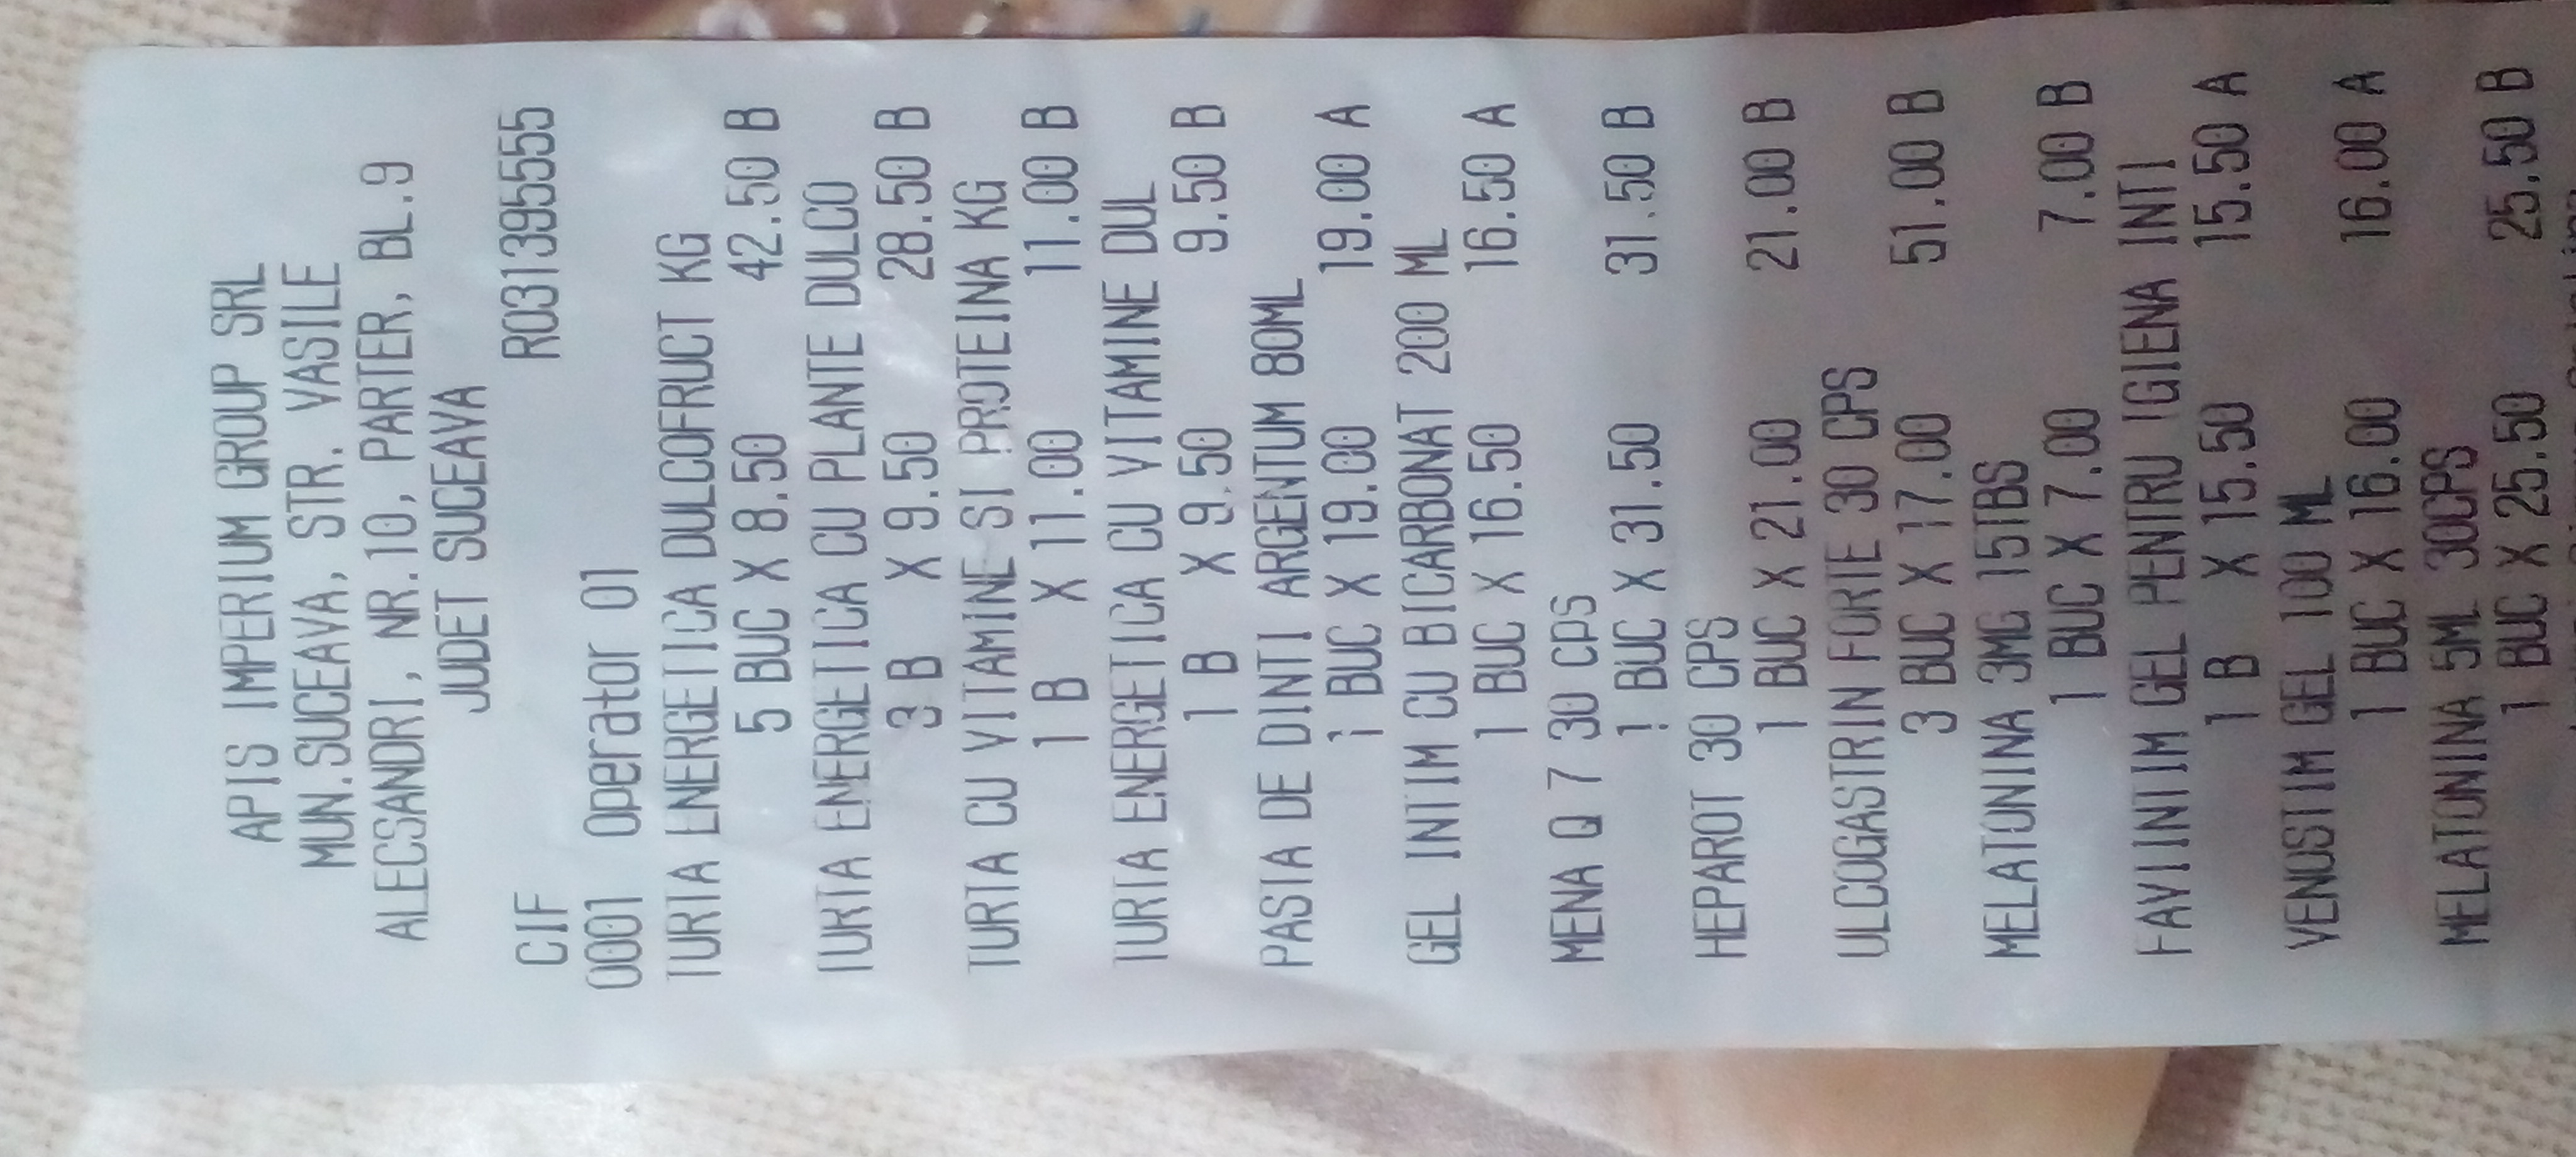 APIS IMPERIUM GROUP SRL
MUN.SUCEAVA, STR. VASILE
ALECSANDRI, NR.10, PARTER, BL.9
JUDET SUCEAVA
CIF RO31395555
0001 Operator 01
TURTA ENERGETICA DULCOFRUCT KG
5 BUC X 8.50 42.50 B
TURTA ENERGETICA CU PLANTE DULCO
3 B X 9.50 28.50 B
TURTA CU VITAMINE SI PROTEINA KG
1 B X 11.00 11.00 B
TURTA ENERGETICA CU VITAMINE DUL
1 B X 9.50 9.50 B
PASTA DE DINTI ARGENTUM 80ML
1 BUC X 19.00 19.00 A
GEL INTIM CU BICARBONAT 200 ML
1 BUC X 16.50 16.50 A
MENA Q 7 30 CPS
1 BUC X 31.50 31.50 B
HEPAROT 30 CPS
1 BUC X 21.00 21.00 B
ULCOGASTRIN FORTE 30 CPS
3 BUC X 17.00 51.00 B
MELATONINA 3MG 15TBS
1 BUC X 7.00 7.00 B
FAVIINTIM GEL PENTRU IGIENA INTI
1 B X 15.50 15.50 A
VENOSTIM GEL 100 ML
1 BUC X 16.00 16.00 A
MELATONINA 5ML 30CPS
1 BUC X 25.50 25.50 B